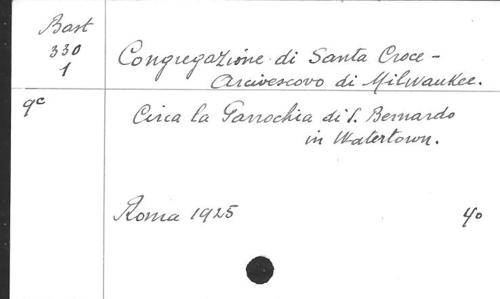 Bast
330
1
Congregazione di Santa Croce -
Arcivescovo di Milwaukee.
9c
Circa la Parrochia di S. Bernardo
in Watertown.
Roma 1925
4o